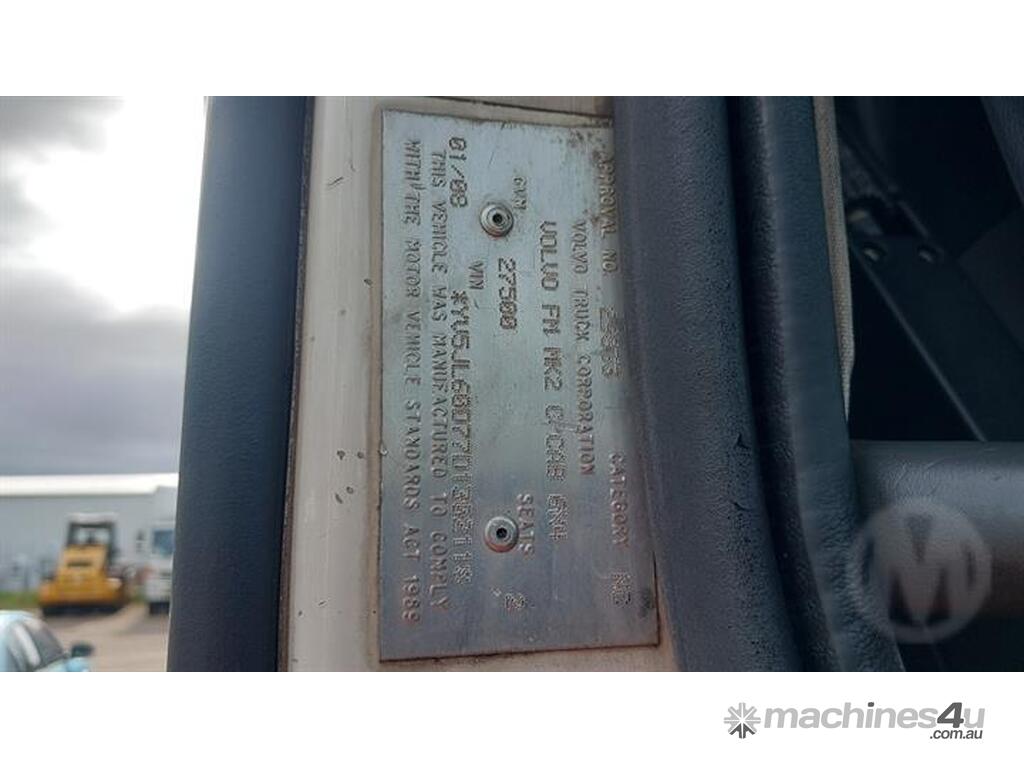 APPROVAL NO. CATEGORY
VOLVO TRUCK CORPORATION
VOLVO FM MK2 C/CAB 6X4
GVM 27500 SEATS 2
VIN
01/08
THIS VEHICLE WAS MANUFACTURED TO COMPLY
WITH THE MOTOR VEHICLE STANDARDS ACT 1989
M
machines4u
.com.au